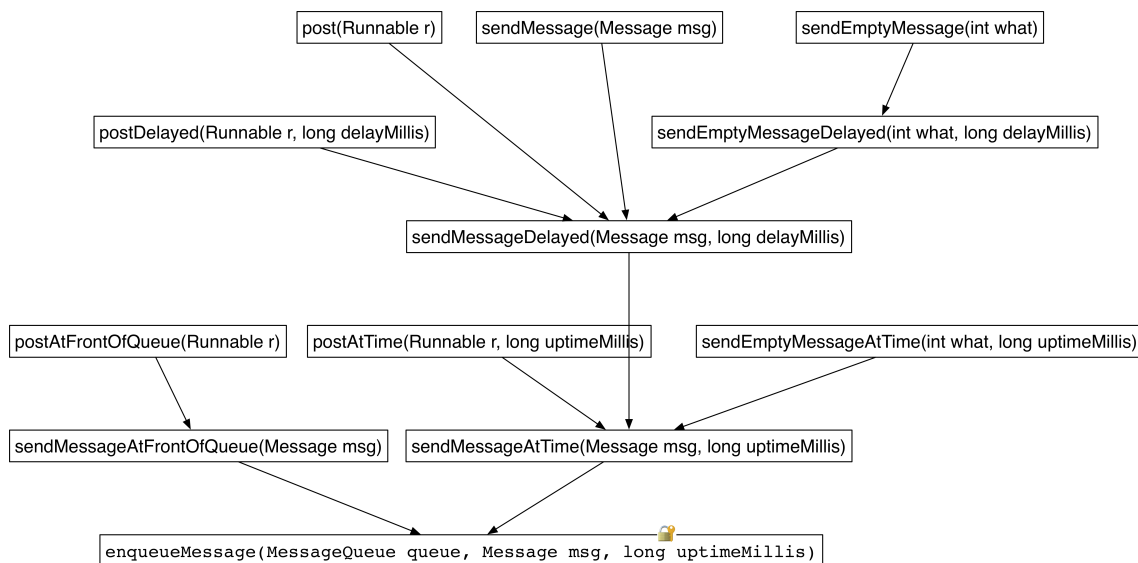 post(Runnable r)
sendMessage(Message msg)
sendEmptyMessage(int what)
postDelayed(Runnable r, long delayMillis)
sendEmptyMessageDelayed(int what, long delayMillis)
sendMessageDelayed(Message msg, long delayMillis)
postAtFrontOfQueue(Runnable r)
postAtTime(Runnable r, long uptimeMillis)
sendEmptyMessageAtTime(int what, long uptimeMillis)
sendMessageAtFrontOfQueue(Message msg)
sendMessageAtTime(Message msg, long uptimeMillis)
enqueueMessage(MessageQueue queue, Message msg, long uptimeMillis)